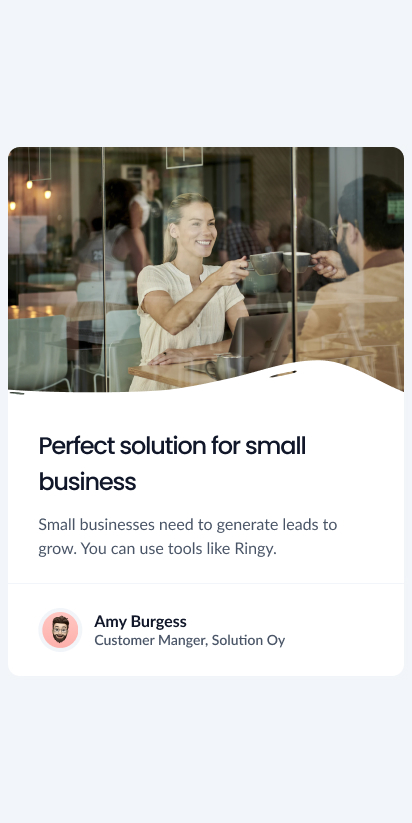 Perfect solution for small
business
Small businesses need to generate leads to
grow. You can use tools like Ringy.
Amy Burgess
Customer Manger, Solution Oy